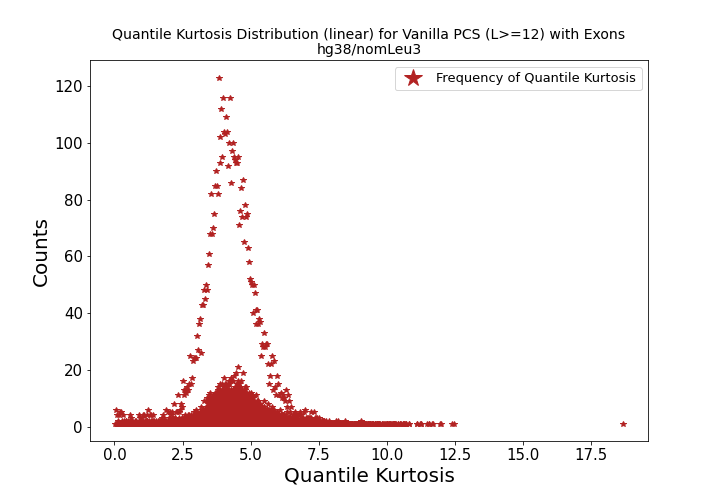 Quantile Kurtosis Distribution (linear) for Vanilla PCS (L>=12) with Exons
hg38/nomLeu3
Frequency of Quantile Kurtosis
Counts
120
100
80
60
40
20
0
0.0 2.5 5.0 7.5 10.0 12.5 15.0 17.5
Quantile Kurtosis